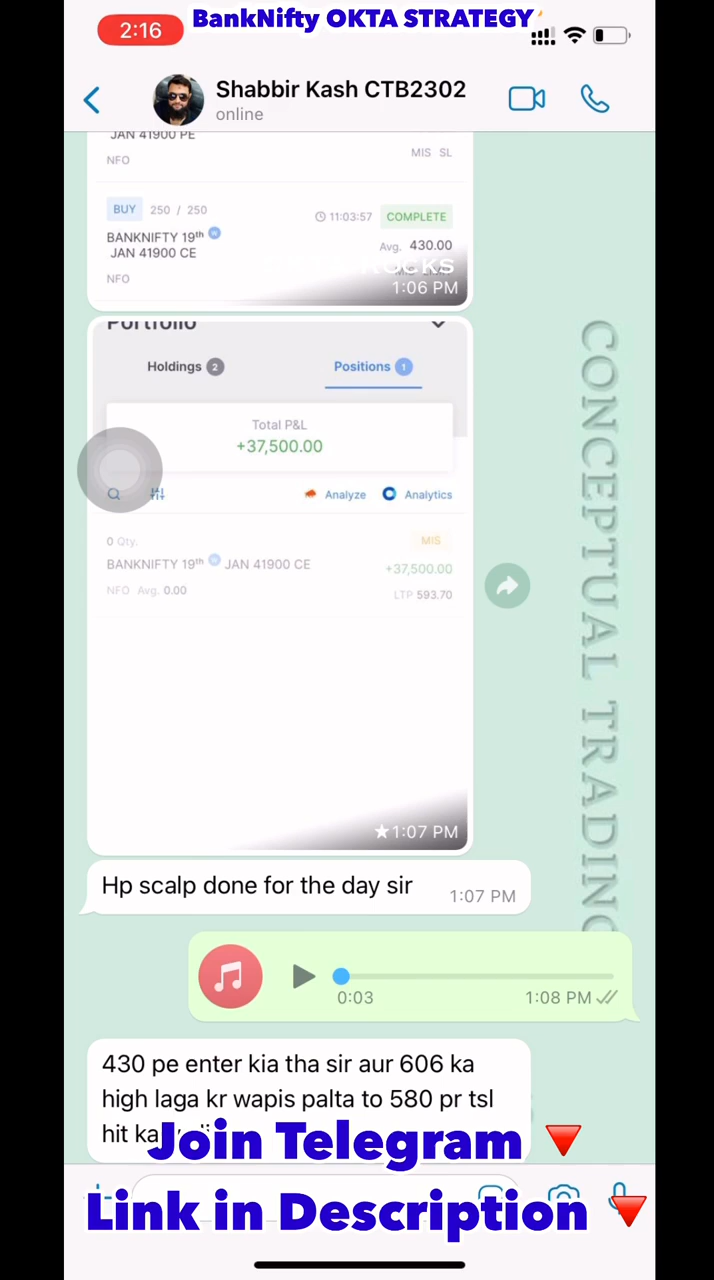 BankNifty OKTA STRATEGY
2:16
Shabbir Kash CTB2302
online
JAN 41900 PE
NFO
MIS SL
BUY 250 / 250
11:03:57 COMPLETE
BANKNIFTY 19th W
JAN 41900 CE
Avg. 430.00
NFO
1:06 PM
Portfolio
Holdings 2
Positions 1
Total P&L
+37,500.00
Analyze
Analytics
0 Qty.
MIS
BANKNIFTY 19th W JAN 41900 CE
+37,500.00
NFO Avg. 0.00
LTP 593.70
1:07 PM
CONCEPTUAL TRADING
Hp scalp done for the day sir
1:07 PM
0:03
1:08 PM
430 pe enter kia tha sir aur 606 ka
high laga kr wapis palta to 580 pr tsl
hit
Join Telegram
Link in Description